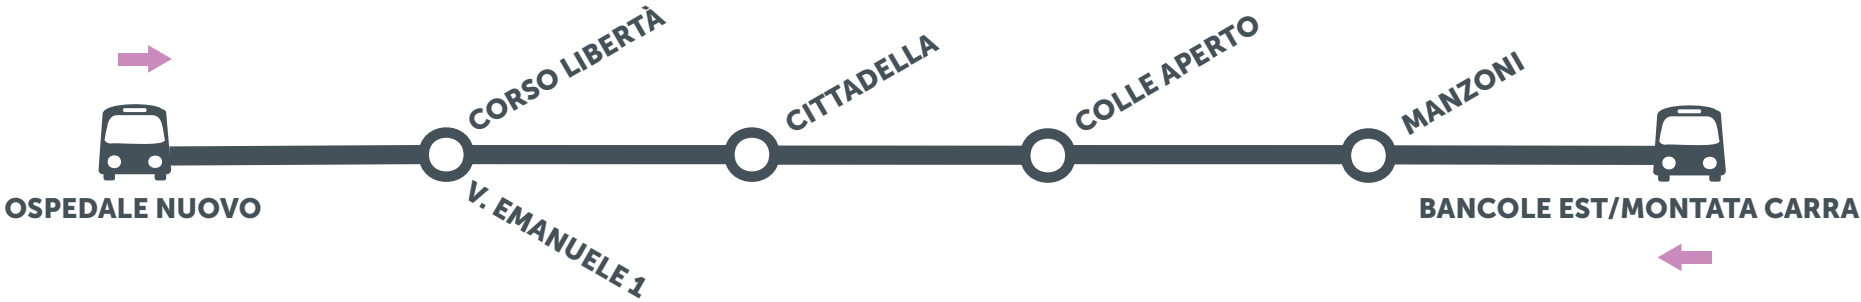 CORSO LIBERTÀ
CITTADELLA
COLLE APERTO
MANZONI
OSPEDALE NUOVO
V. EMANUELE 1
BANCOLE EST/MONTATA CARRA